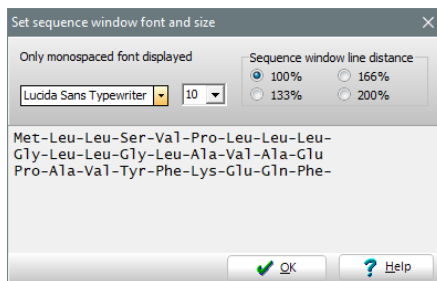 Set sequence window font and size
Only monospaced font displayed
Lucida Sans Typewriter
10
Sequence window line distance
100%
166%
133%
200%
Met-Leu-Leu-Ser-Val-Pro-Leu-Leu-Leu-
Gly-Leu-Leu-Gly-Leu-Ala-Val-Ala-Glu
Pro-Ala-Val-Tyr-Phe-Lys-Glu-Gln-Phe-
OK
Help